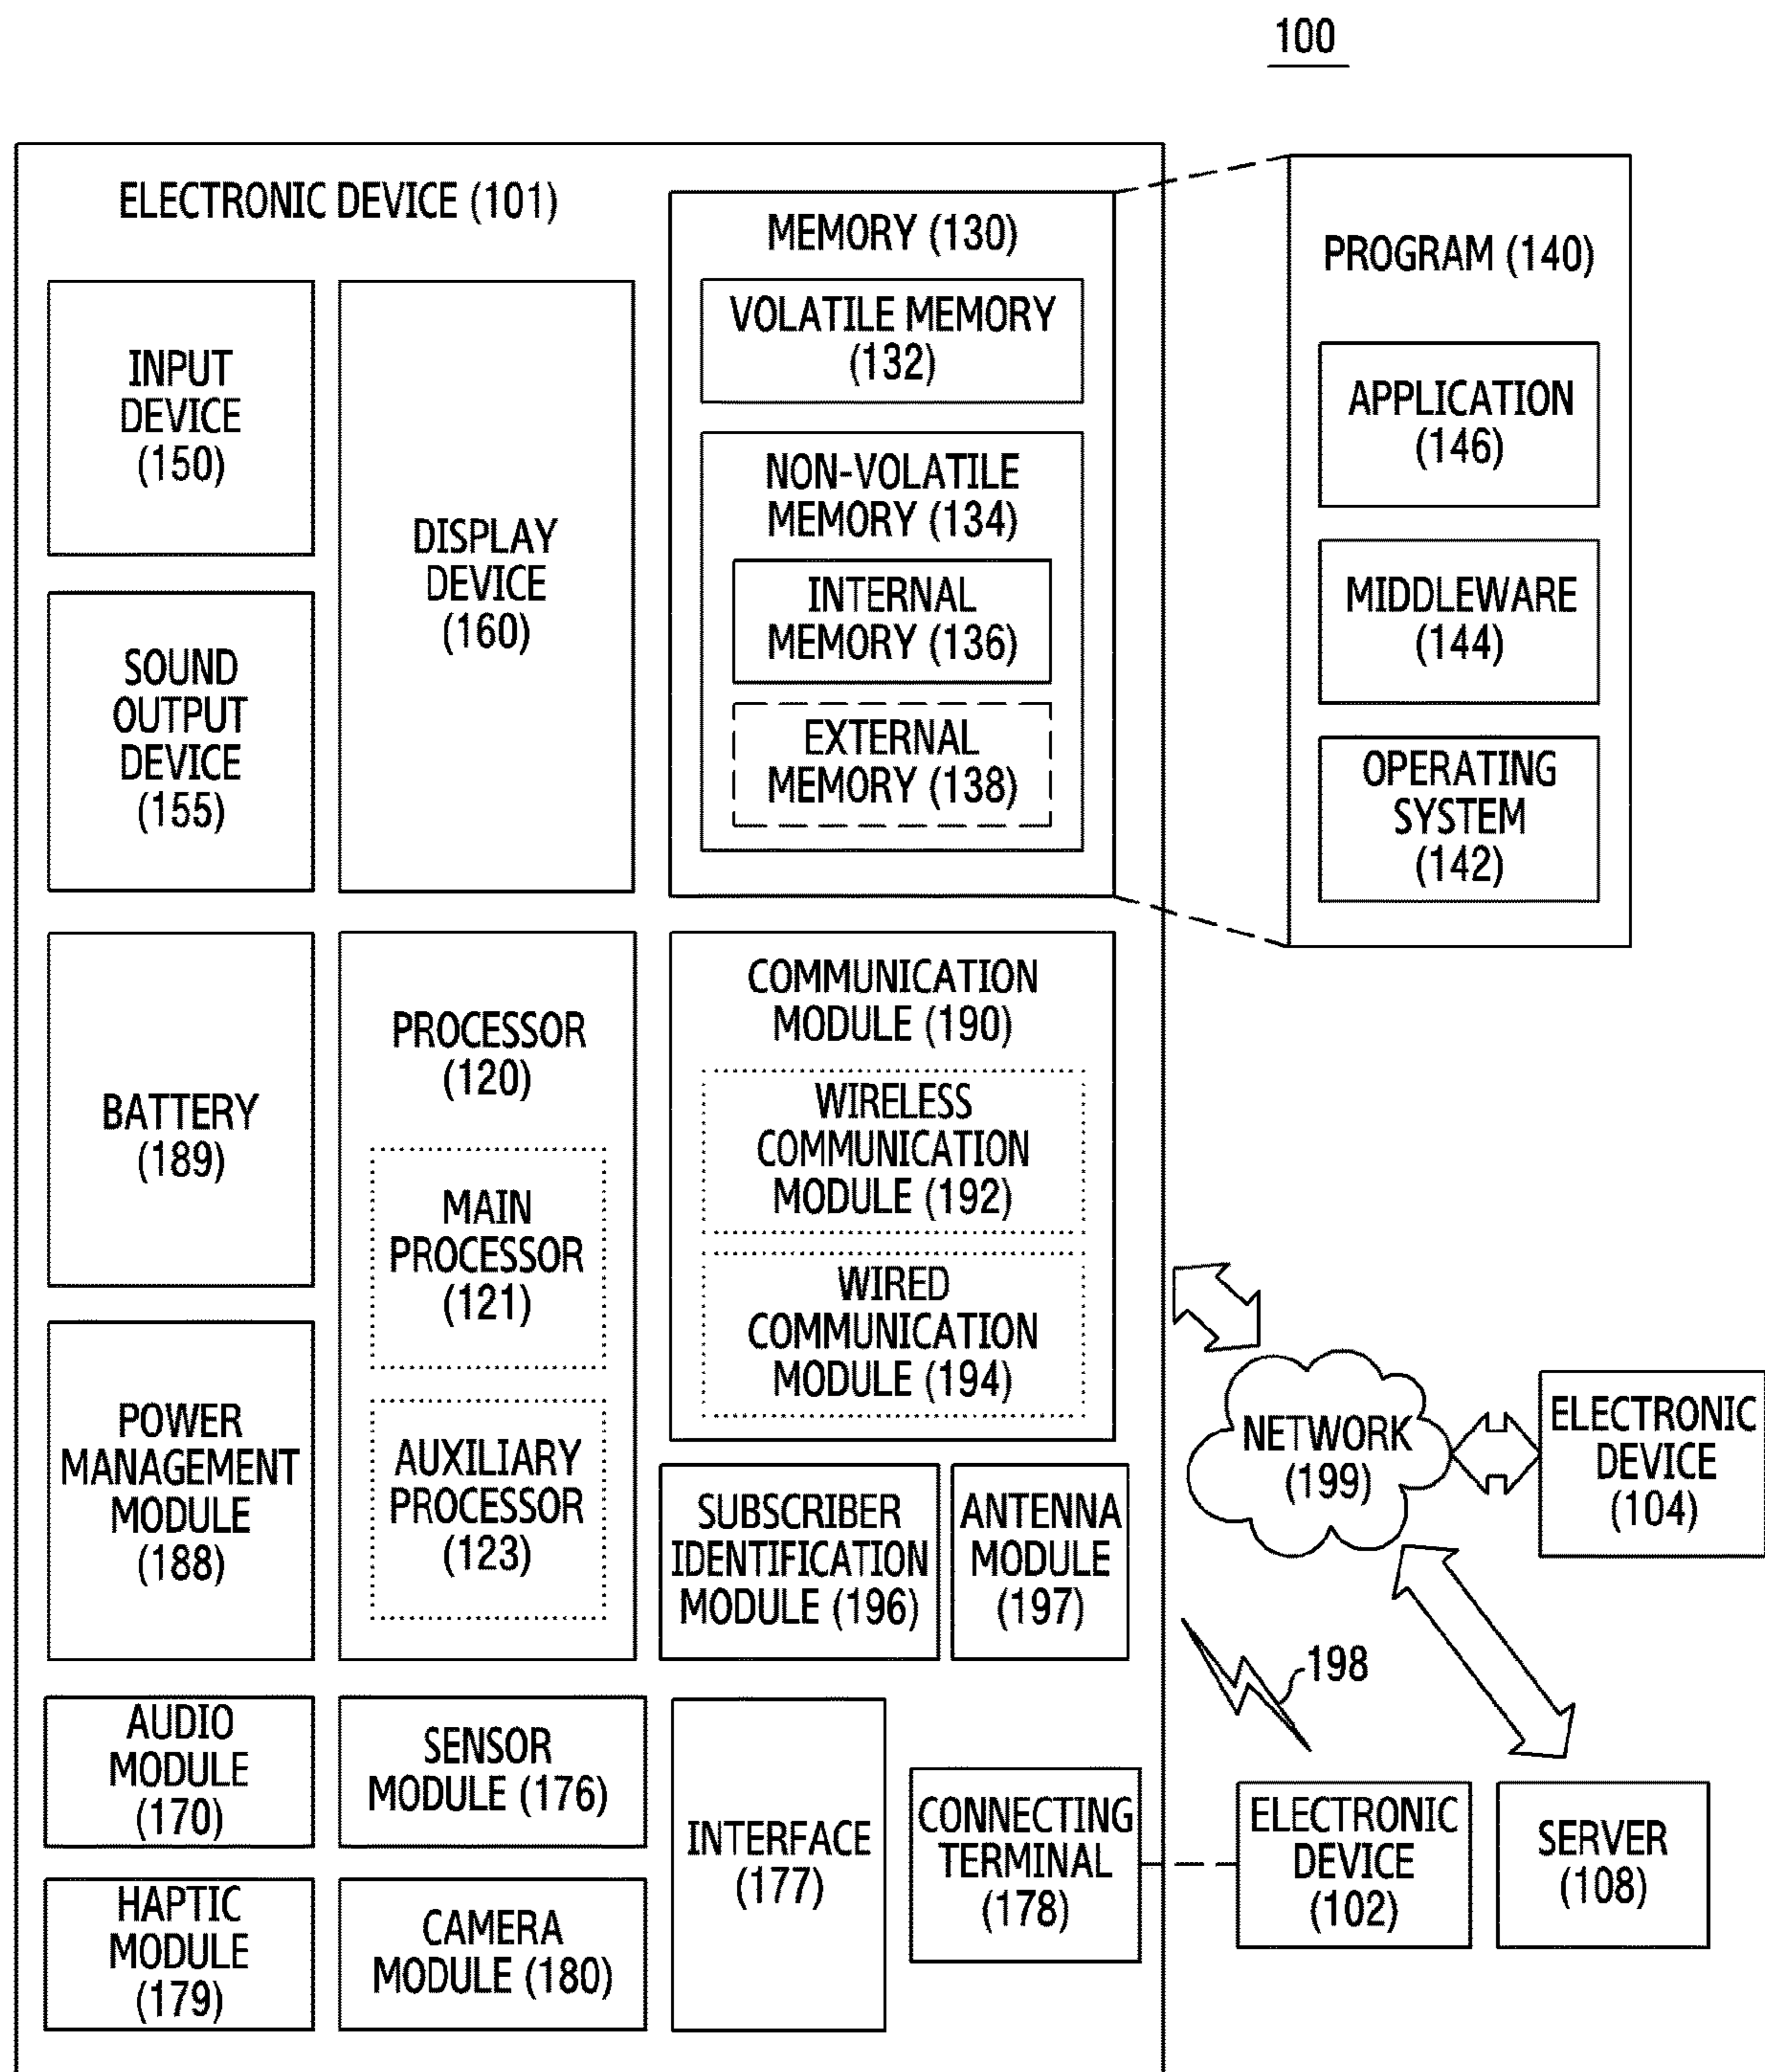 100
ELECTRONIC DEVICE (101)
INPUT
DEVICE
(150)
SOUND
OUTPUT
DEVICE
(155)
DISPLAY
DEVICE
(160)
MEMORY (130)
VOLATILE MEMORY
(132)
NON-VOLATILE
MEMORY (134)
INTERNAL
MEMORY (136)
EXTERNAL
MEMORY (138)
PROGRAM (140)
APPLICATION
(146)
MIDDLEWARE
(144)
OPERATING
SYSTEM
(142)
BATTERY
(189)
POWER
MANAGEMENT
MODULE
(188)
PROCESSOR
(120)
MAIN
PROCESSOR
(121)
AUXILIARY
PROCESSOR
(123)
COMMUNICATION
MODULE (190)
WIRELESS
COMMUNICATION
MODULE (192)
WIRED
COMMUNICATION
MODULE (194)
SUBSCRIBER
IDENTIFICATION
MODULE (196)
ANTENNA
MODULE
(197)
NETWORK
(199)
ELECTRONIC
DEVICE
(104)
198
AUDIO
MODULE
(170)
SENSOR
MODULE (176)
HAPTIC
MODULE
(179)
CAMERA
MODULE (180)
INTERFACE
(177)
CONNECTING
TERMINAL
(178)
ELECTRONIC
DEVICE
(102)
SERVER
(108)